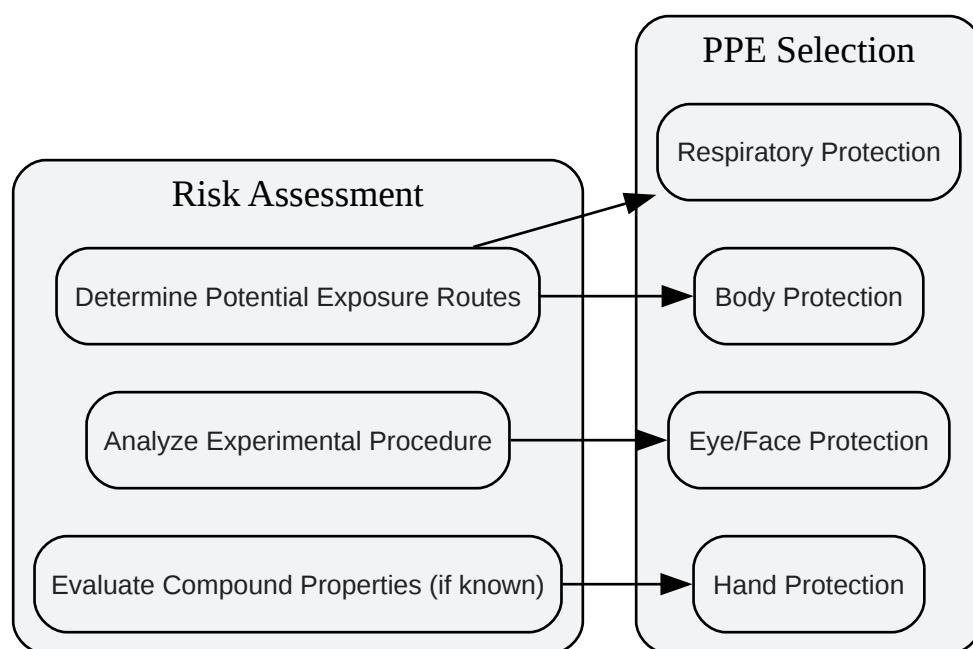 Risk Assessment
Determine Potential Exposure Routes
Analyze Experimental Procedure
Evaluate Compound Properties (if known)
PPE Selection
Respiratory Protection
Body Protection
Eye/Face Protection
Hand Protection